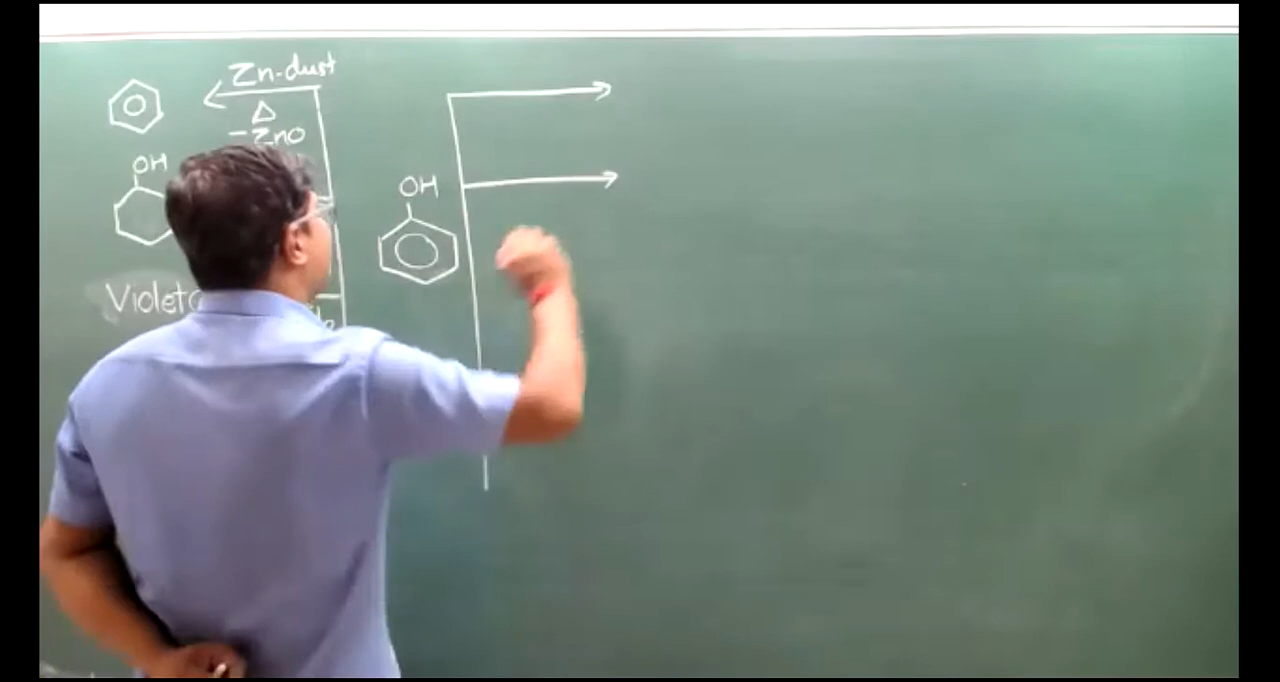 Zn-dust
Δ
-ZnO
OH
OH
Violet